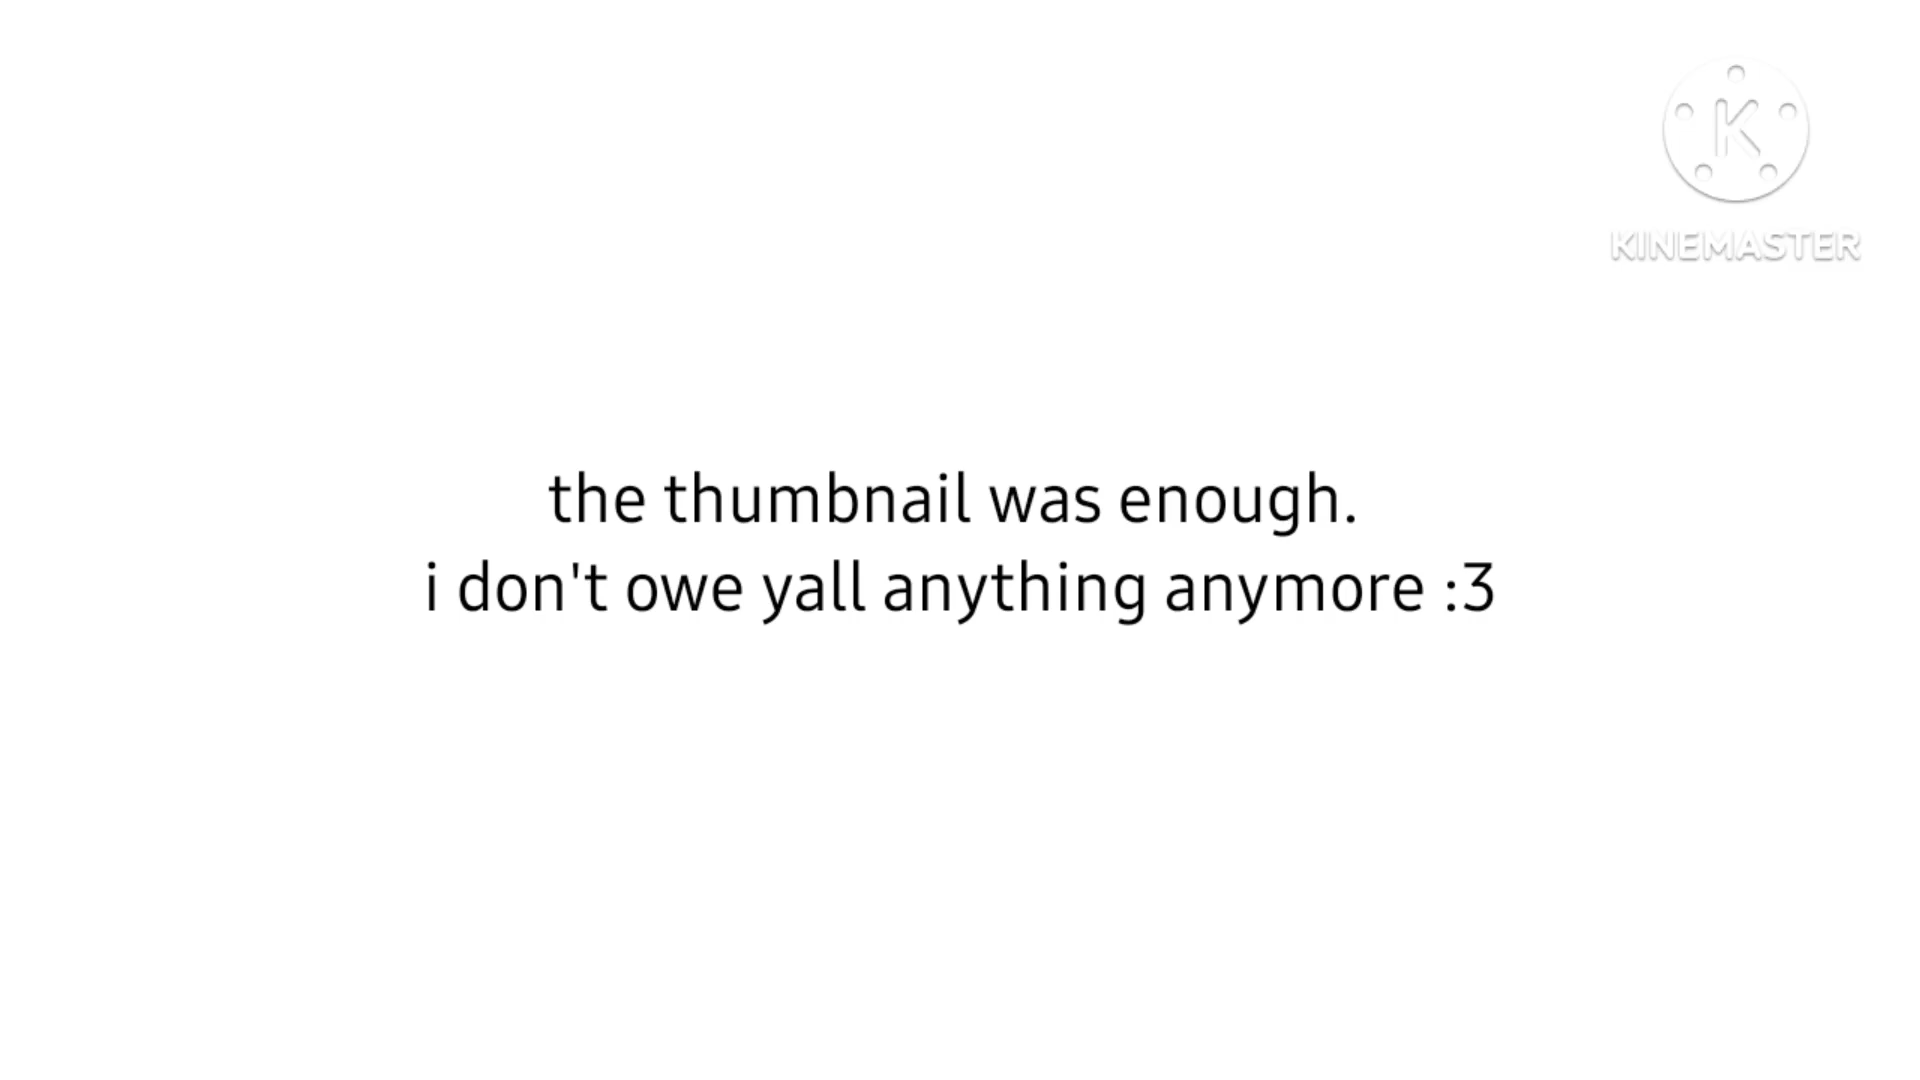 K
KINEMASTER
the thumbnail was enough.
i don't owe yall anything anymore :3